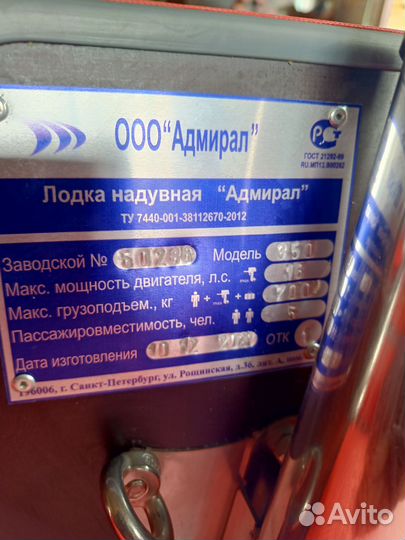 ООО "Адмирал"
ГОСТ 21292-89
Лодка надувная "Адмирал"
ТУ 7440-001-38112670-2012
Заводской №
Модель 350
Макс. мощность двигателя, л.с.
Макс. грузоподъем., кг
Пассажировместимость, чел.
Дата изготовления
ОТК
г. Санкт-Петербург, ул. Рощинская, д.36, лит. А,
Avito